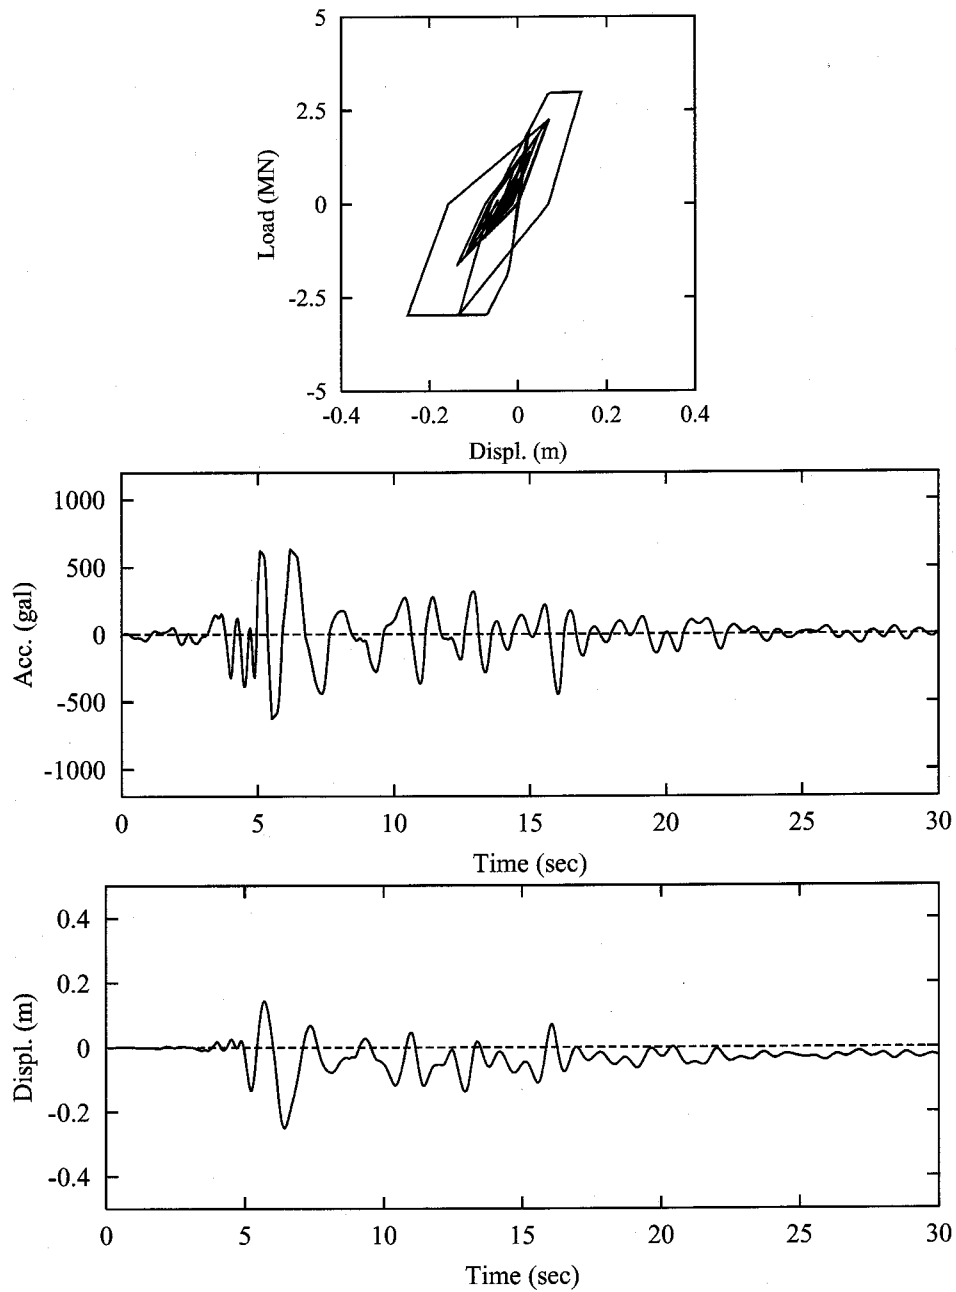 5
2.5
0
-2.5
-5
Load (MN)
-0.4 -0.2 0 0.2 0.4
Displ. (m)
1000
500
0
-500
-1000
Acc. (gal)
0 5 10 15 20 25 30
Time (sec)
0.4
0.2
0
-0.2
-0.4
Displ. (m)
0 5 10 15 20 25 30
Time (sec)